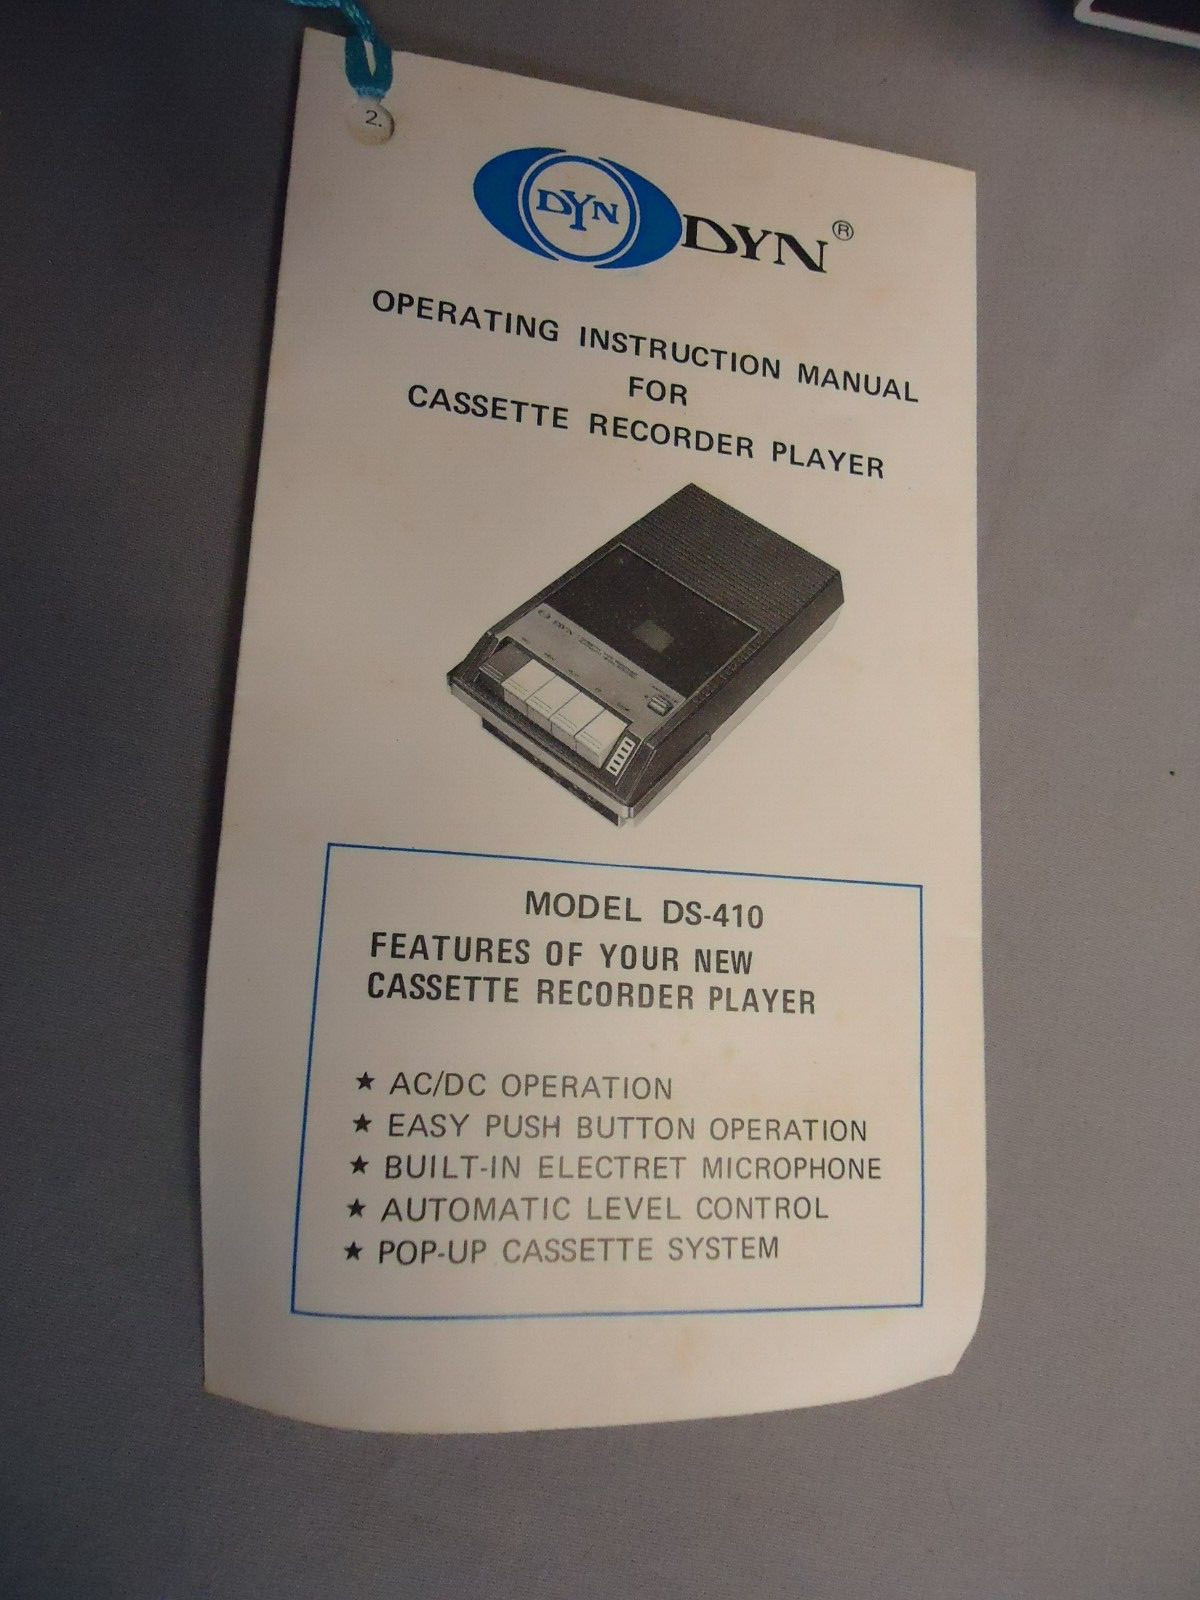 2.
DYN
DYN®
OPERATING INSTRUCTION MANUAL
FOR
CASSETTE RECORDER PLAYER
DYN
MODEL DS-410
FEATURES OF YOUR NEW
CASSETTE RECORDER PLAYER
★ AC/DC OPERATION
★ EASY PUSH BUTTON OPERATION
★ BUILT-IN ELECTRET MICROPHONE
★ AUTOMATIC LEVEL CONTROL
★ POP-UP CASSETTE SYSTEM